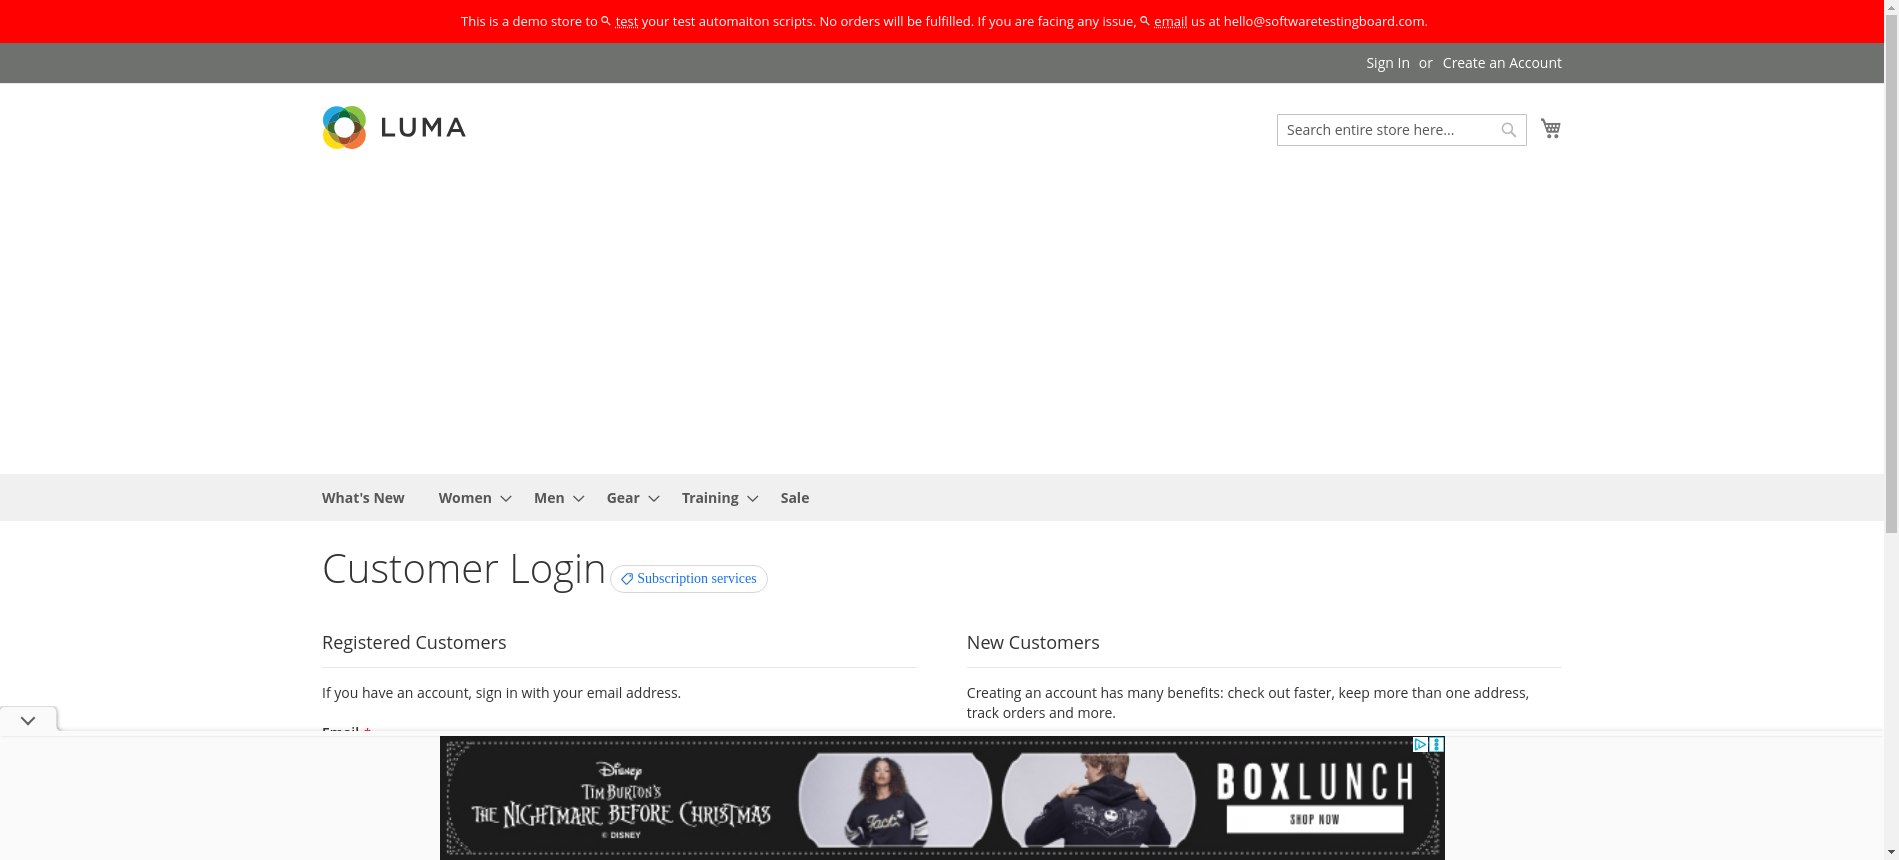 This is a demo store to test your test automaiton scripts. No orders will be fulfilled. If you are facing any issue, email us at hello@softwaretestingboard.com.
Sign In or Create an Account
LUMA
Search entire store here...
What's New Women Men Gear Training Sale
Customer Login Subscription services
Registered Customers
If you have an account, sign in with your email address.
Email *
New Customers
Creating an account has many benefits: check out faster, keep more than one address,
track orders and more.
Disney
TIM BURTON'S
THE NIGHTMARE BEFORE CHRISTMAS
© DISNEY
Jack
BOXLUNCH
SHOP NOW